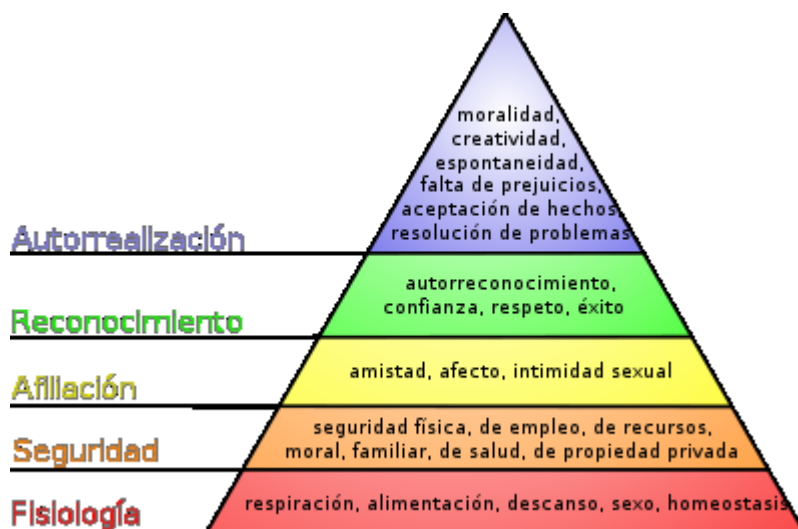 moralidad,
creatividad,
espontaneidad,
falta de prejuicios,
aceptación de hechos,
resolución de problemas
Autorrealización
autorreconocimiento,
confianza, respeto, éxito
Reconocimiento
amistad, afecto, intimidad sexual
Afiliación
seguridad física, de empleo, de recursos,
moral, familiar, de salud, de propiedad privada
Seguridad
respiración, alimentación, descanso, sexo, homeostasis
Fisiología